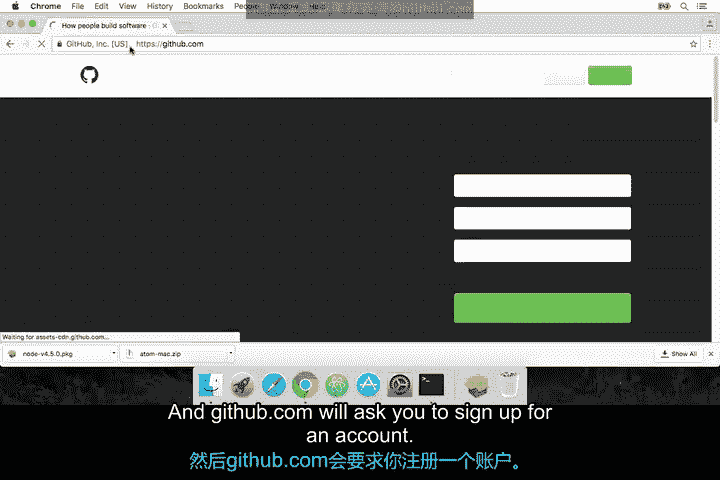 Chrome File Edit View History Bookmarks People Window Help
How people build software · G
GitHub, Inc. [US] https://github.com
Waiting for assets-cdn.github.com...
node-v4.5.0.pkg atom-mac.zip Show All
And github.com will ask you to sign up for
an account.
然后github.com会要求你注册一个账户。